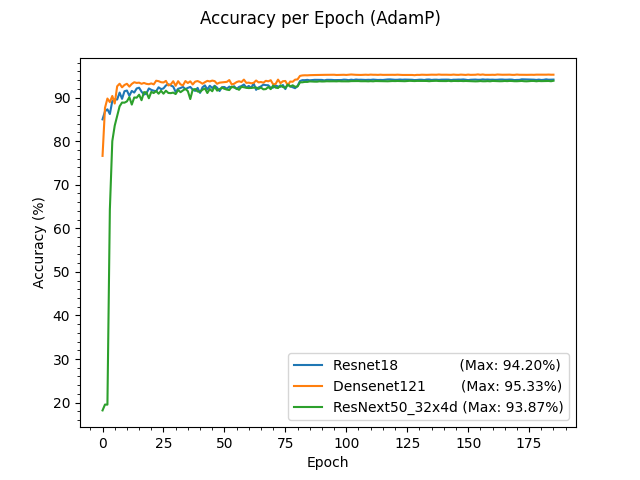 Accuracy per Epoch (AdamP)
Accuracy (%)
90
80
70
60
50
40
30
20
Resnet18 (Max: 94.20%)
Densenet121 (Max: 95.33%)
ResNext50_32x4d (Max: 93.87%)
0 25 50 75 100 125 150 175
Epoch